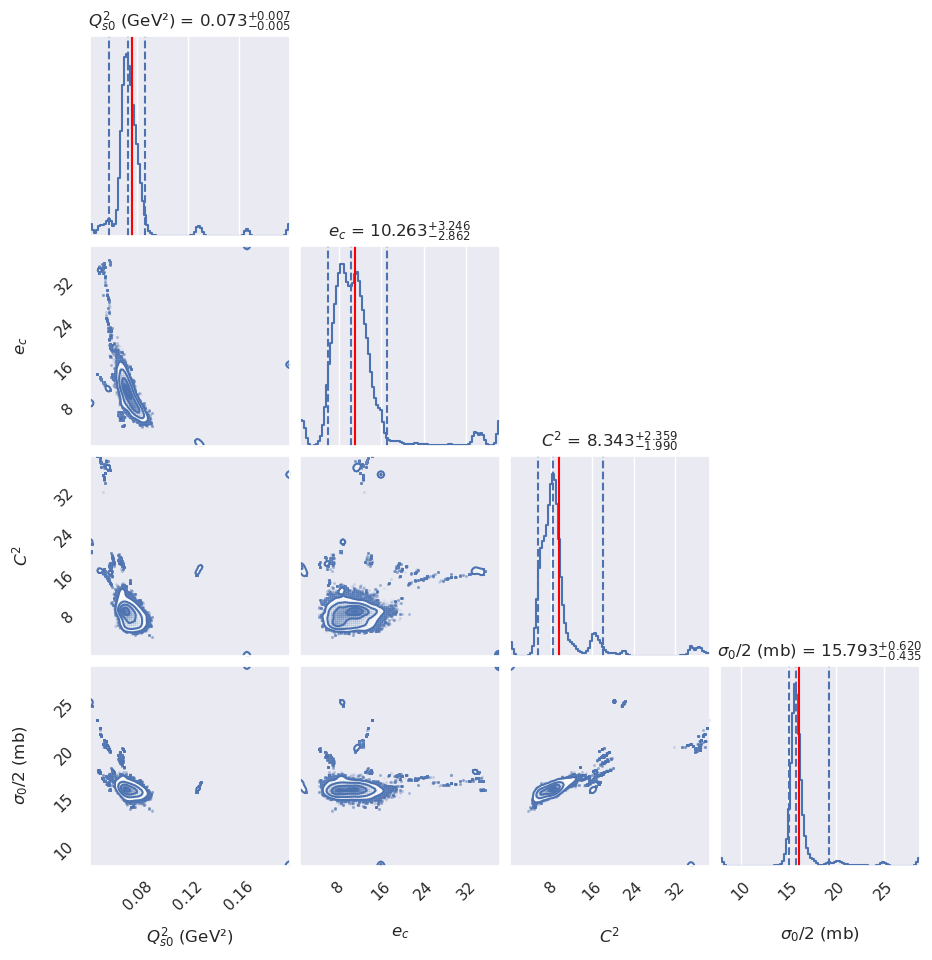 Q²s0 (GeV²) = 0.073 +0.007 −0.005
ec = 10.263 +3.246 −2.862
32
24
16
8
ec
C² = 8.343 +2.359 −1.990
32
24
16
8
C²
σ0/2 (mb) = 15.793 +0.620 −0.435
25
20
15
10
σ0/2 (mb)
0.08 0.12 0.16
8 16 24 32
8 16 24 32
10 15 20 25
Q²s0 (GeV²)
ec
C²
σ0/2 (mb)